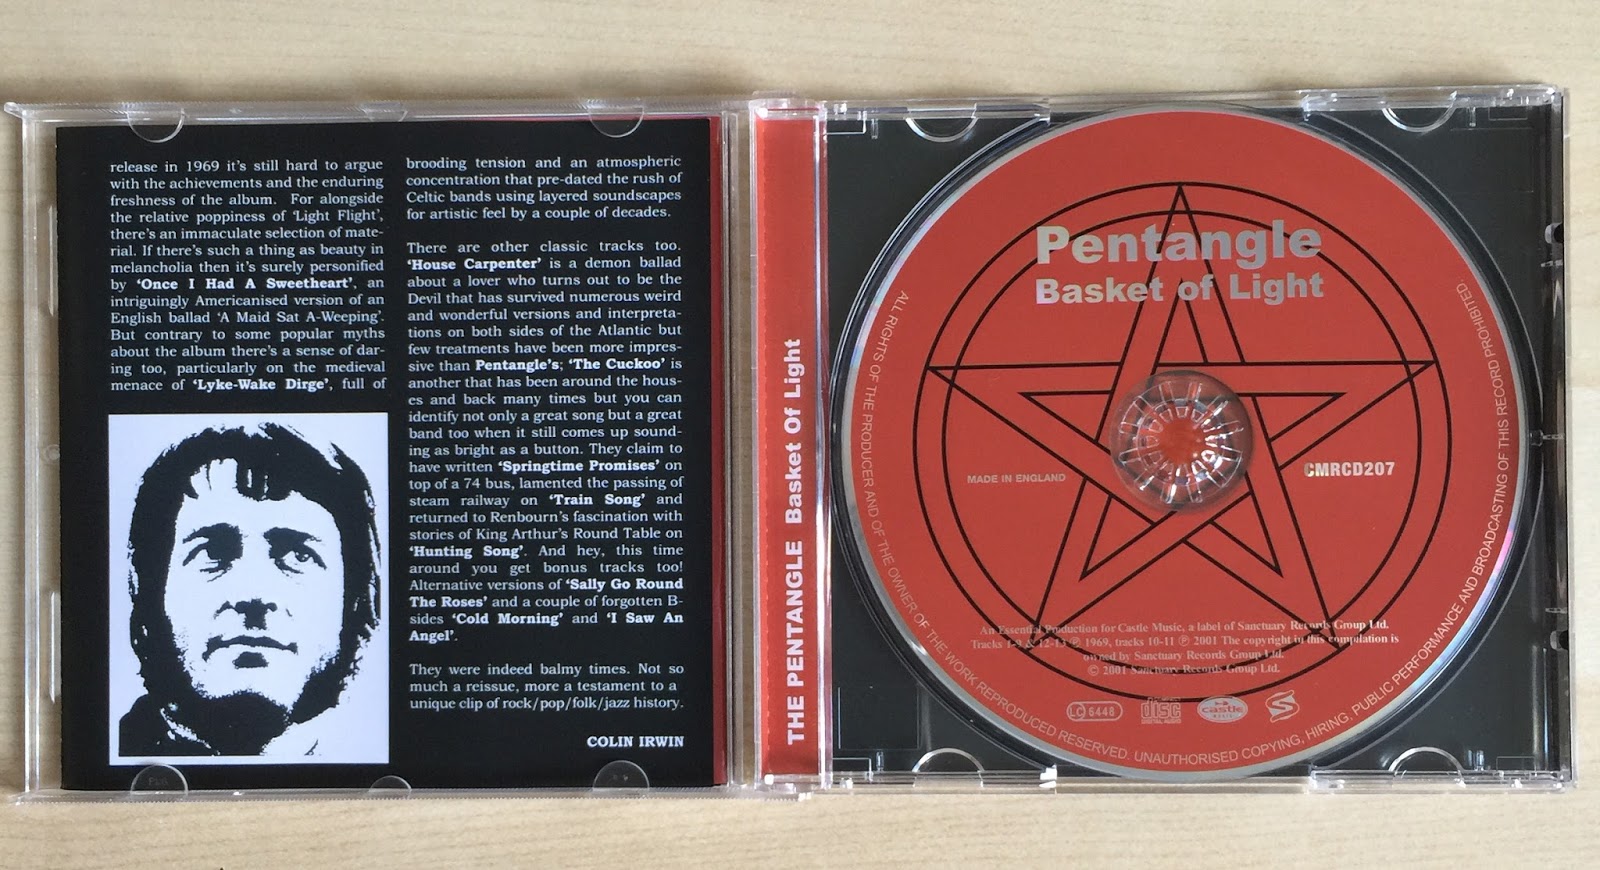 release in 1969 it's still hard to argue
with the achievements and the enduring
freshness of the album. For alongside
the relative poppiness of 'Light Flight',
there's an immaculate selection of mate-
rial. If there's such a thing as beauty in
melancholia then it's surely personified
by 'Once I Had A Sweetheart', an
intriguingly Americanised version of an
English ballad 'A Maid Sat A-Weeping'.
But contrary to some popular myths
about the album there's a sense of dar-
ing too, particularly on the medieval
menace of 'Lyke-Wake Dirge', full of
brooding tension and an atmospheric
concentration that pre-dated the rush of
Celtic bands using layered soundscapes
for artistic feel by a couple of decades.
There are other classic tracks too.
'House Carpenter' is a demon ballad
about a lover who turns out to be the
Devil that has survived numerous weird
and wonderful versions and interpreta-
tions on both sides of the Atlantic but
few treatments have been more impres-
sive than Pentangle's; 'The Cuckoo' is
another that has been around the hous-
es and back many times but you can
identify not only a great song but a great
band too when it still comes up sound-
ing as bright as a button. They claim to
have written 'Springtime Promises' on
top of a 74 bus, lamented the passing of
steam railway on 'Train Song' and
returned to Renbourn's fascination with
stories of King Arthur's Round Table on
'Hunting Song'. And hey, this time
around you get bonus tracks too!
Alternative versions of 'Sally Go Round
The Roses' and a couple of forgotten B-
sides 'Cold Morning' and 'I Saw An
Angel'.
They were indeed balmy times. Not so
much a reissue, more a testament to a
unique clip of rock/pop/folk/jazz history.
COLIN IRWIN
THE PENTANGLE Basket Of Light
Pentangle
Basket of Light
MADE IN ENGLAND
CMRCD207
An Essential Production for Castle Music, a label of Sanctuary Records Group Ltd.
Tracks 1-9 & 12-13 ℗ 1969, tracks 10-11 ℗ 2001 The copyright in this compilation is
owned by Sanctuary Records Group Ltd.
© 2001 Sanctuary Records Group Ltd.
LC 6448
disc
DIGITAL AUDIO
castle
MUSIC
ALL RIGHTS OF THE PRODUCER AND OF THE OWNER OF THE WORK REPRODUCED RESERVED. UNAUTHORISED COPYING, HIRING, PUBLIC PERFORMANCE AND BROADCASTING OF THIS RECORD PROHIBITED.